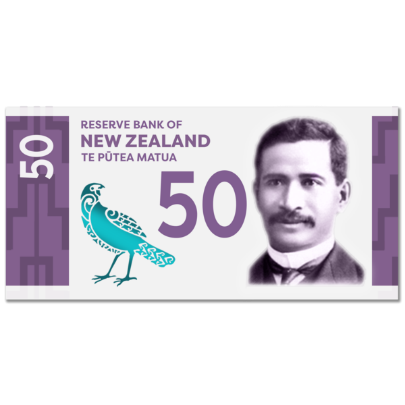 50
RESERVE BANK OF
NEW ZEALAND
TE PŪTEA MATUA
50